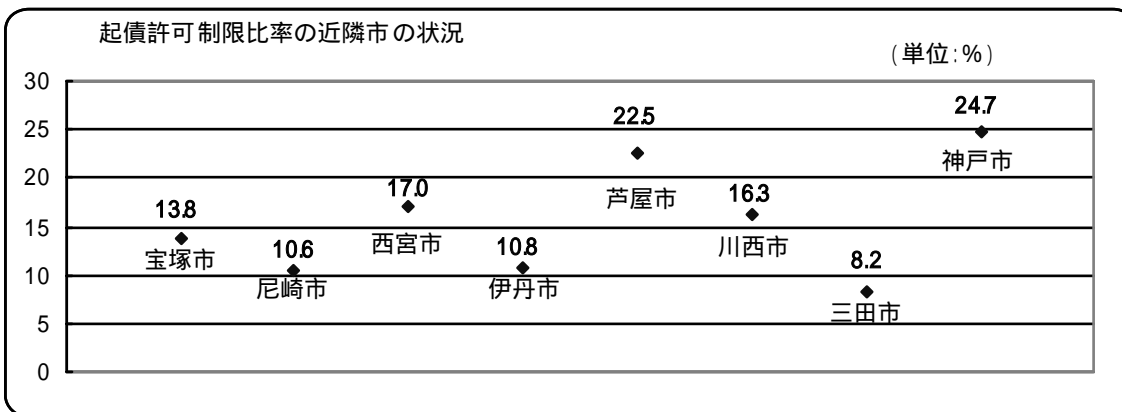 起債許可制限比率の近隣市の状況
(単位:%)
30
25
20
15
10
5
0
13.8
宝塚市
10.6
尼崎市
17.0
西宮市
10.8
伊丹市
22.5
芦屋市
16.3
川西市
8.2
三田市
24.7
神戸市